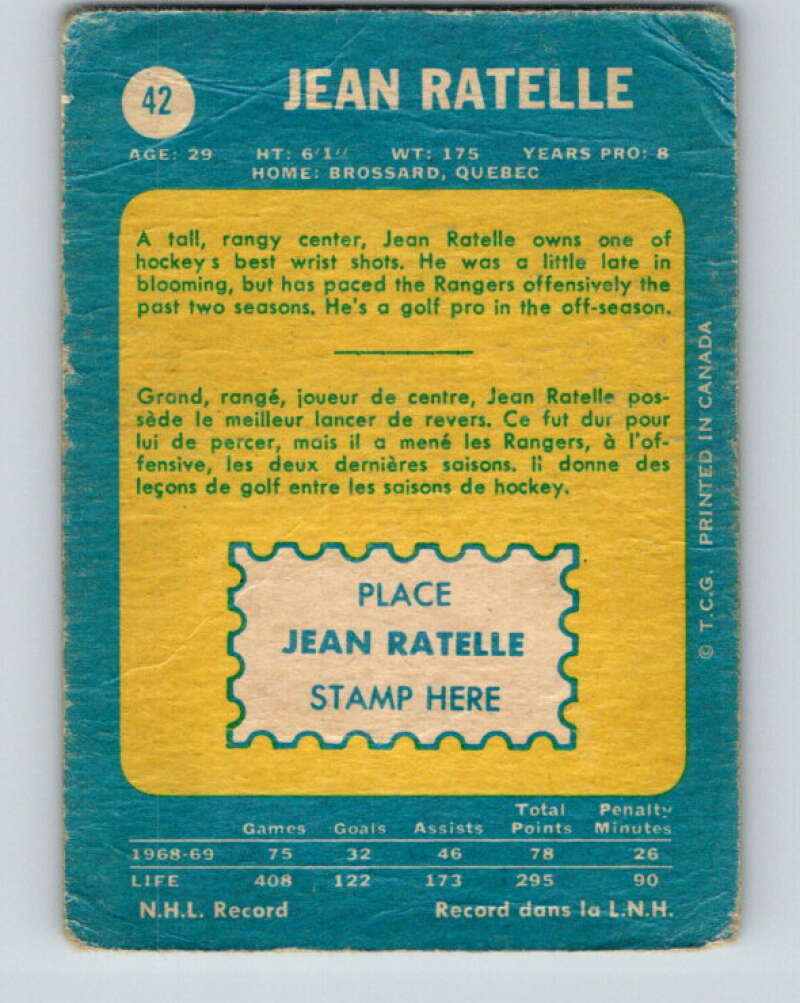 42
JEAN RATELLE
AGE: 29 HT: 6'1" WT: 175 YEARS PRO: 8
HOME: BROSSARD, QUEBEC
A tall, rangy center, Jean Ratelle owns one of
hockey's best wrist shots. He was a little late in
blooming, but has paced the Rangers offensively the
past two seasons. He's a golf pro in the off-season.
Grand, rangé, joueur de centre, Jean Ratelle pos-
sède le meilleur lancer de revers. Ce fut dur pour
lui de percer, mais il a mené les Rangers, à l'of-
fensive, les deux dernières saisons. Il donne des
leçons de golf entre les saisons de hockey.
PLACE
JEAN RATELLE
STAMP HERE
© T.C.G. PRINTED IN CANADA
Total Penalty
Games Goals Assists Points Minutes
1968-69 75 32 46 78 26
LIFE 408 122 173 295 90
N.H.L. Record Record dans la L.N.H.